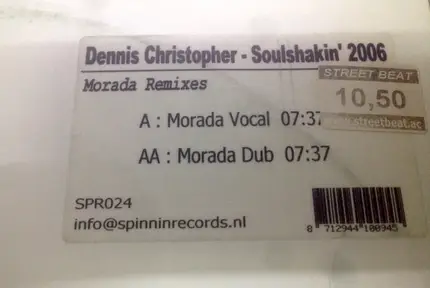 Dennis Christopher - Soulshakin' 2006
Morada Remixes
STREET BEAT
10,50
www.streetbeat.ac
A : Morada Vocal 07:37
AA : Morada Dub 07:37
SPR024
info@spinninrecords.nl
8 712944 100945